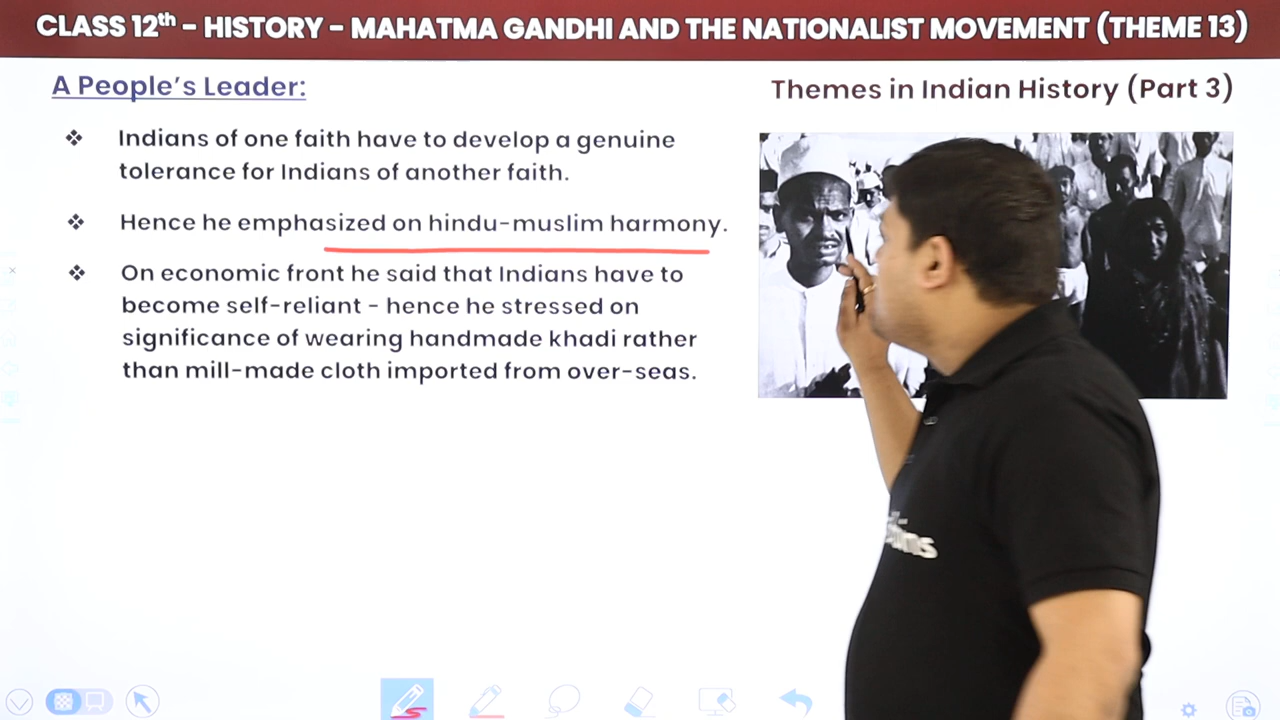 CLASS 12th – HISTORY – MAHATMA GANDHI AND THE NATIONALIST MOVEMENT (THEME 13)
A People's Leader:
Themes in Indian History (Part 3)
❖ Indians of one faith have to develop a genuine
tolerance for Indians of another faith.
❖ Hence he emphasized on hindu-muslim harmony.
❖ On economic front he said that Indians have to
become self-reliant – hence he stressed on
significance of wearing handmade khadi rather
than mill-made cloth imported from over-seas.